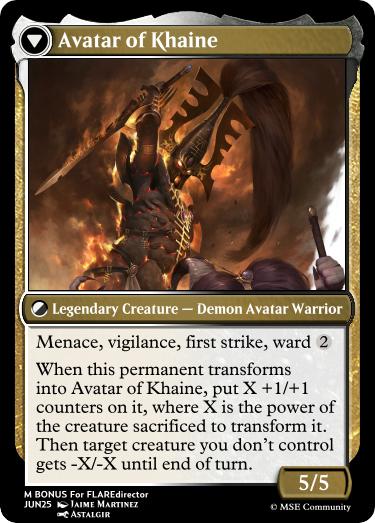 Avatar of Khaine
Legendary Creature — Demon Avatar Warrior
Menace, vigilance, first strike, ward 2
When this permanent transforms
into Avatar of Khaine, put X +1/+1
counters on it, where X is the power of
the creature sacrificed to transform it.
Then target creature you don't control
gets -X/-X until end of turn.
5/5
M BONUS For FLAREdirector
JUN25 Jaime Martinez
Astalgir
© MSE Community